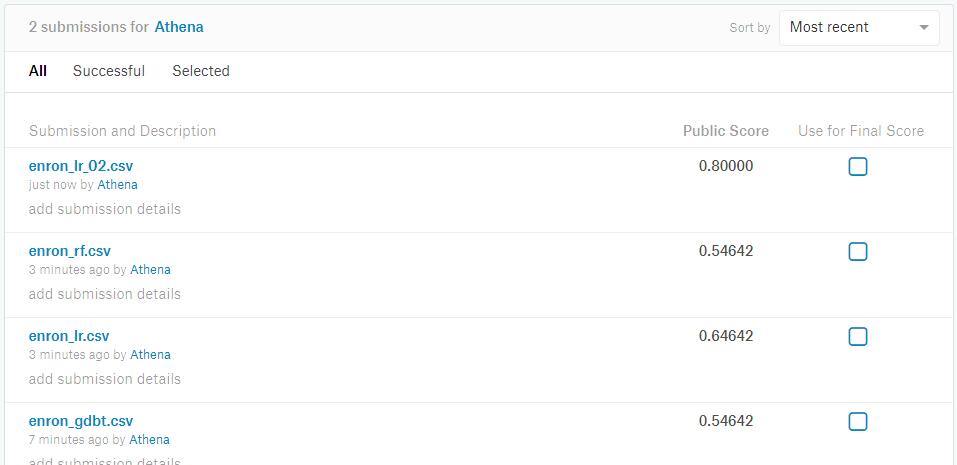 2 submissions for Athena
Sort by Most recent
All Successful Selected
Submission and Description Public Score Use for Final Score
enron_lr_02.csv 0.80000
just now by Athena
add submission details
enron_rf.csv 0.54642
3 minutes ago by Athena
add submission details
enron_lr.csv 0.64642
3 minutes ago by Athena
add submission details
enron_gdbt.csv 0.54642
7 minutes ago by Athena
add submission details